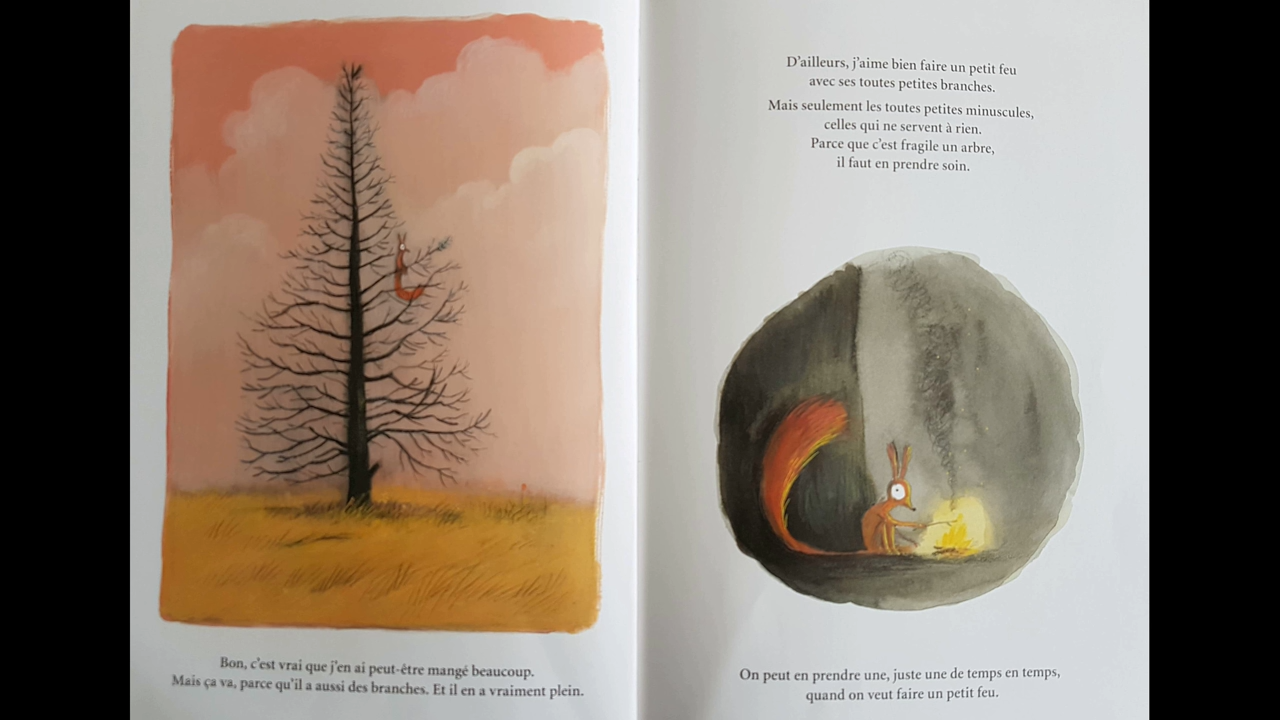 Bon, c'est vrai que j'en ai peut-être mangé beaucoup.
Mais ça va, parce qu'il a aussi des branches. Et il en a vraiment plein.
D'ailleurs, j'aime bien faire un petit feu
avec ses toutes petites branches.
Mais seulement les toutes petites minuscules,
celles qui ne servent à rien.
Parce que c'est fragile un arbre,
il faut en prendre soin.
On peut en prendre une, juste une de temps en temps,
quand on veut faire un petit feu.